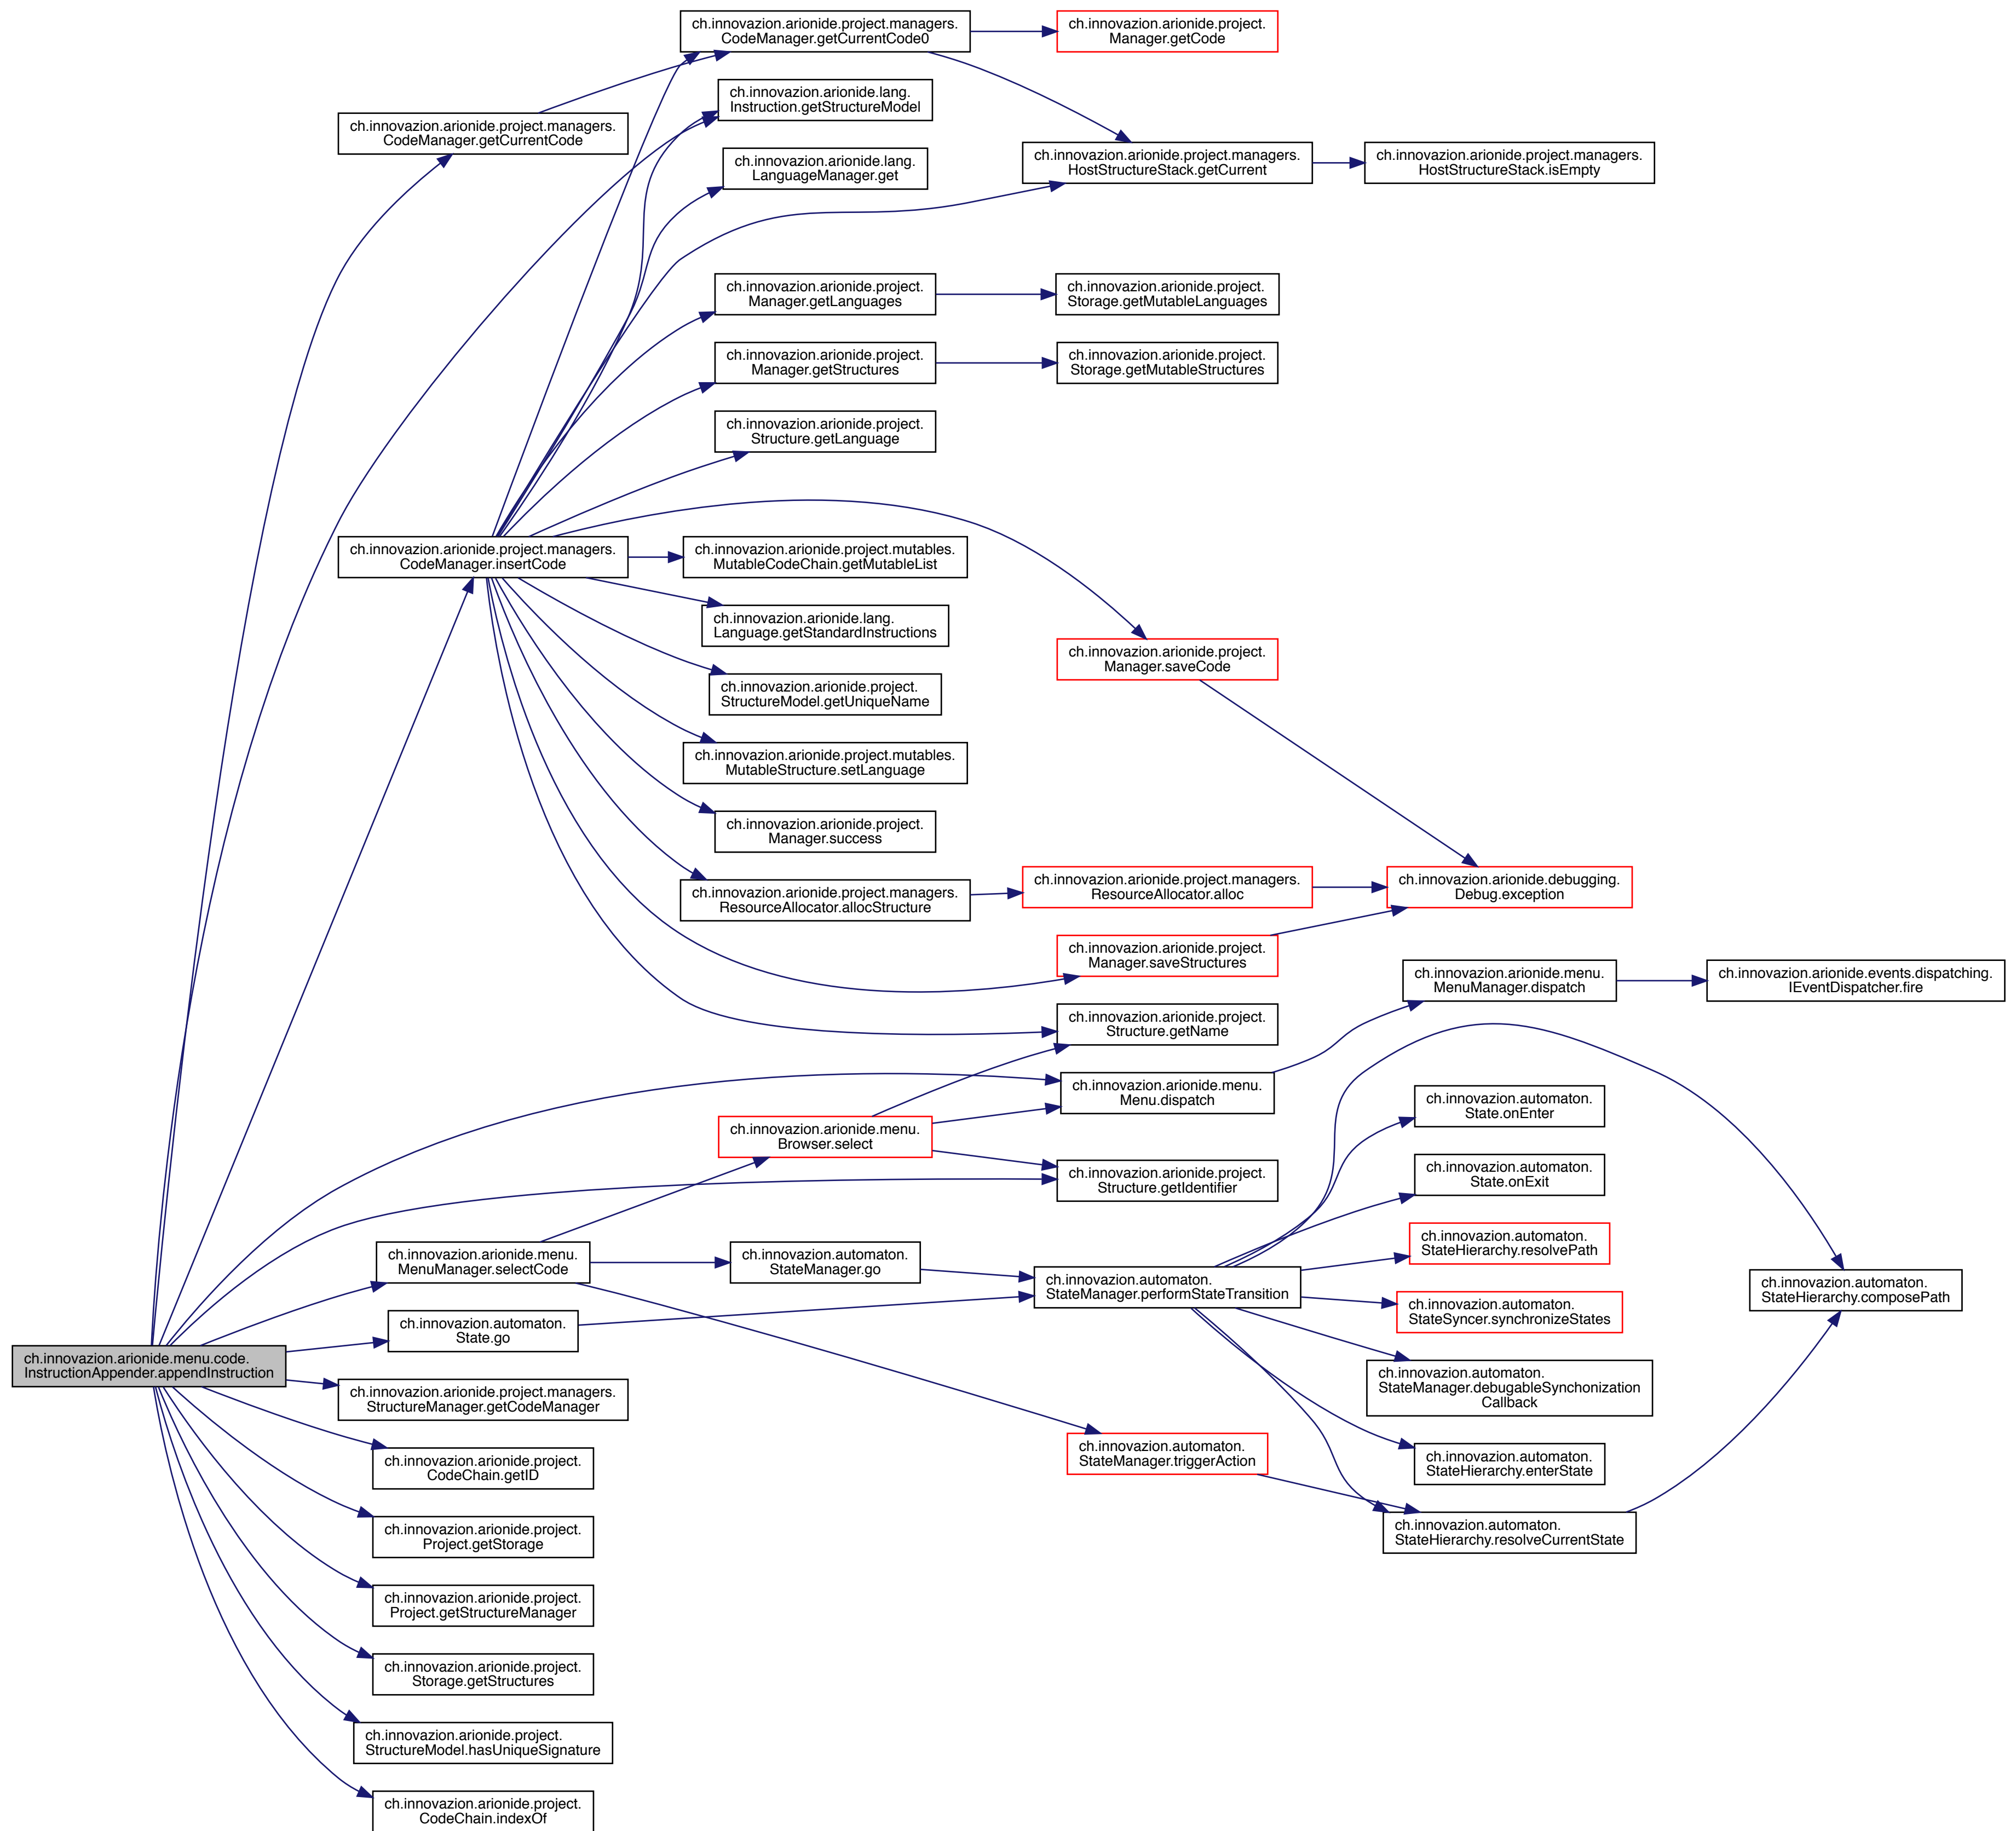 ch.innovazion.arionide.project.managers.
CodeManager.getCurrentCode0
ch.innovazion.arionide.project.
Manager.getCode
ch.innovazion.arionide.lang.
Instruction.getStructureModel
ch.innovazion.arionide.project.managers.
CodeManager.getCurrentCode
ch.innovazion.arionide.lang.
LanguageManager.get
ch.innovazion.arionide.project.managers.
HostStructureStack.getCurrent
ch.innovazion.arionide.project.managers.
HostStructureStack.isEmpty
ch.innovazion.arionide.project.
Manager.getLanguages
ch.innovazion.arionide.project.
Storage.getMutableLanguages
ch.innovazion.arionide.project.
Manager.getStructures
ch.innovazion.arionide.project.
Storage.getMutableStructures
ch.innovazion.arionide.project.
Structure.getLanguage
ch.innovazion.arionide.project.managers.
CodeManager.insertCode
ch.innovazion.arionide.project.mutables.
MutableCodeChain.getMutableList
ch.innovazion.arionide.lang.
Language.getStandardInstructions
ch.innovazion.arionide.project.
Manager.saveCode
ch.innovazion.arionide.project.
StructureModel.getUniqueName
ch.innovazion.arionide.project.mutables.
MutableStructure.setLanguage
ch.innovazion.arionide.project.
Manager.success
ch.innovazion.arionide.project.managers.
ResourceAllocator.allocStructure
ch.innovazion.arionide.project.managers.
ResourceAllocator.alloc
ch.innovazion.arionide.debugging.
Debug.exception
ch.innovazion.arionide.project.
Manager.saveStructures
ch.innovazion.arionide.menu.
MenuManager.dispatch
ch.innovazion.arionide.events.dispatching.
IEventDispatcher.fire
ch.innovazion.arionide.project.
Structure.getName
ch.innovazion.arionide.menu.
Menu.dispatch
ch.innovazion.automaton.
State.onEnter
ch.innovazion.arionide.menu.
Browser.select
ch.innovazion.arionide.project.
Structure.getIdentifier
ch.innovazion.automaton.
State.onExit
ch.innovazion.automaton.
StateHierarchy.resolvePath
ch.innovazion.arionide.menu.
MenuManager.selectCode
ch.innovazion.automaton.
StateManager.go
ch.innovazion.automaton.
StateManager.performStateTransition
ch.innovazion.automaton.
StateHierarchy.composePath
ch.innovazion.automaton.
StateSyncer.synchronizeStates
ch.innovazion.automaton.
State.go
ch.innovazion.arionide.menu.code.
InstructionAppender.appendInstruction
ch.innovazion.automaton.
StateManager.debugableSynchonization
Callback
ch.innovazion.arionide.project.managers.
StructureManager.getCodeManager
ch.innovazion.automaton.
StateManager.triggerAction
ch.innovazion.automaton.
StateHierarchy.enterState
ch.innovazion.arionide.project.
CodeChain.getID
ch.innovazion.automaton.
StateHierarchy.resolveCurrentState
ch.innovazion.arionide.project.
Project.getStorage
ch.innovazion.arionide.project.
Project.getStructureManager
ch.innovazion.arionide.project.
Storage.getStructures
ch.innovazion.arionide.project.
StructureModel.hasUniqueSignature
ch.innovazion.arionide.project.
CodeChain.indexOf